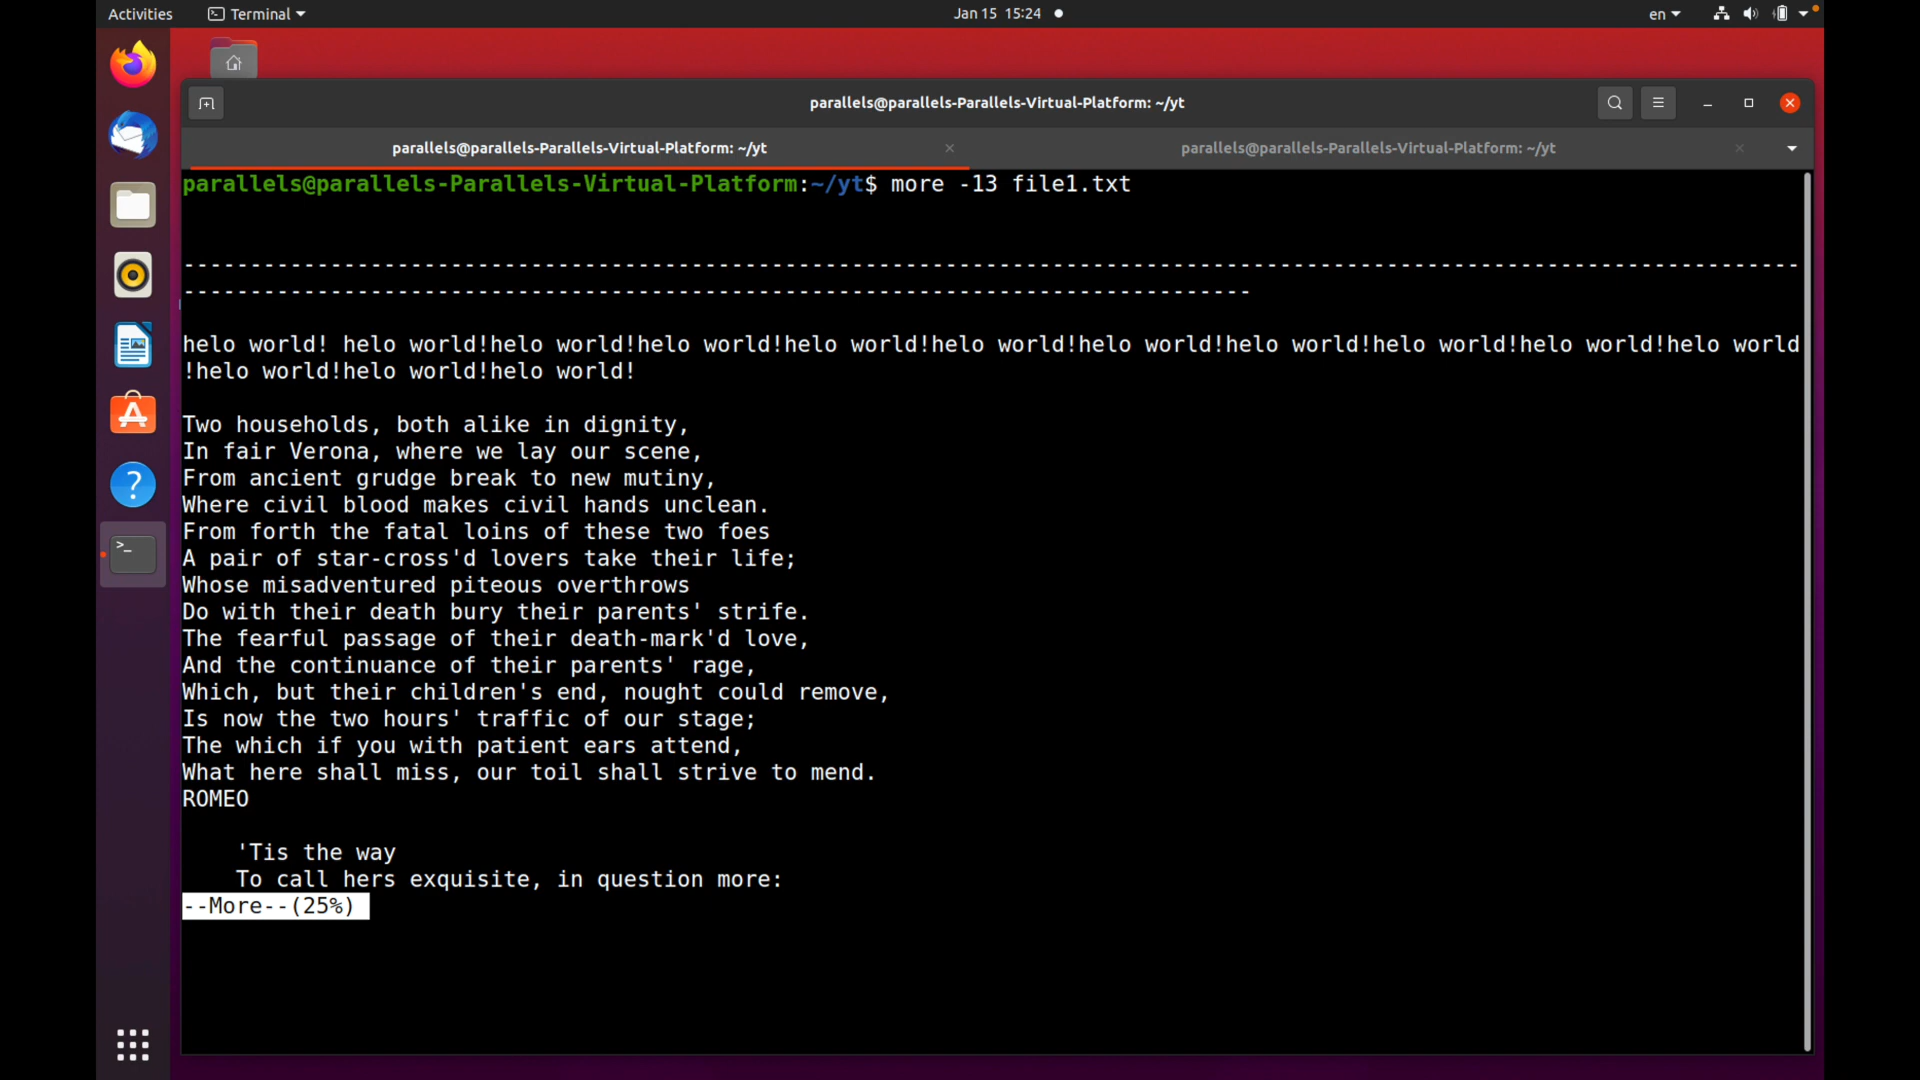 Activities
Terminal
Jan 15 15:24
en
parallels@parallels-Parallels-Virtual-Platform: ~/yt
parallels@parallels-Parallels-Virtual-Platform: ~/yt
parallels@parallels-Parallels-Virtual-Platform: ~/yt
parallels@parallels-Parallels-Virtual-Platform:~/yt$ more -13 file1.txt
-------------------------------------------------------------------------------------------------------------------------
--------------------------------------------------------------------------------
helo world! helo world!helo world!helo world!helo world!helo world!helo world!helo world!helo world!helo world!helo world
!helo world!helo world!helo world!
Two households, both alike in dignity,
In fair Verona, where we lay our scene,
From ancient grudge break to new mutiny,
Where civil blood makes civil hands unclean.
From forth the fatal loins of these two foes
A pair of star-cross'd lovers take their life;
Whose misadventured piteous overthrows
Do with their death bury their parents' strife.
The fearful passage of their death-mark'd love,
And the continuance of their parents' rage,
Which, but their children's end, nought could remove,
Is now the two hours' traffic of our stage;
The which if you with patient ears attend,
What here shall miss, our toil shall strive to mend.
ROMEO
'Tis the way
To call hers exquisite, in question more:
--More--(25%)